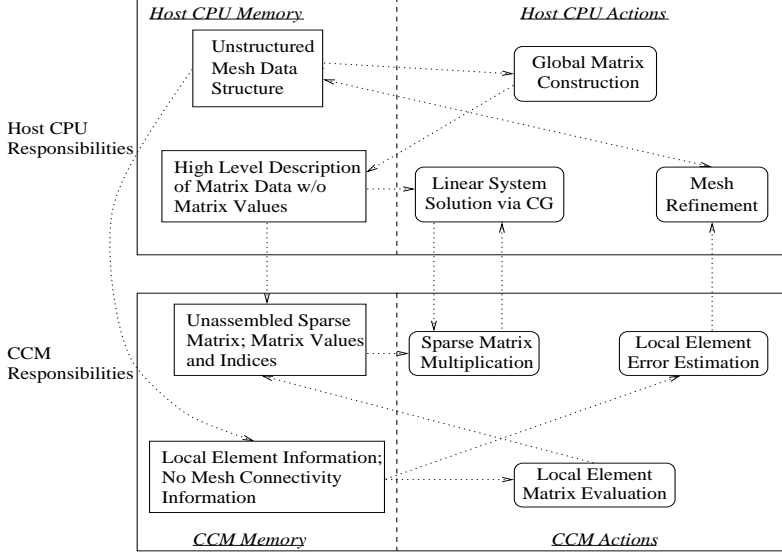 Host CPU Memory
Host CPU Actions
Unstructured
Mesh Data
Structure
Global Matrix
Construction
Host CPU
Responsibilities
High Level Description
of Matrix Data w/o
Matrix Values
Linear System
Solution via CG
Mesh
Refinement
CCM
Responsibilities
Unassembled Sparse
Matrix; Matrix Values
and Indices
Sparse Matrix
Multiplication
Local Element
Error Estimation
Local Element Information;
No Mesh Connectivity
Information
Local Element
Matrix Evaluation
CCM Memory
CCM Actions